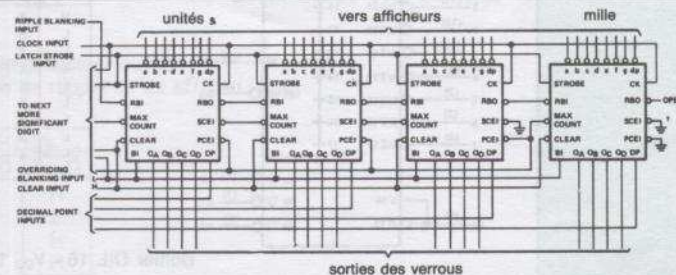 unités s
vers afficheurs
mille
RIPPLE BLANKING INPUT
CLOCK INPUT
LATCH STROBE INPUT
TO NEXT MORE SIGNIFICANT DIGIT
OVERRIDING BLANKING INPUT
CLEAR INPUT
DECIMAL POINT INPUTS
a b c d e f g dp
STROBE CK
RBI RBO
MAX COUNT SCEI
CLEAR PCEI
BI QA QB QC QD DP
a b c d e f g dp
STROBE CK
RBI RBO
MAX COUNT SCEI
CLEAR PCEI
BI QA QB QC QD DP
a b c d e f g dp
STROBE CK
RBI RBO
MAX COUNT SCEI
CLEAR PCEI
BI QA QB QC QD DP
a b c d e f g dp
STROBE CK
RBI RBO
MAX COUNT SCEI
CLEAR PCEI
BI QA QB QC QD DP
sorties des verrous